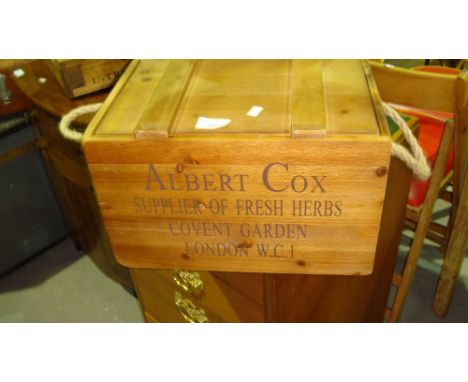 ALBERT COX
SUPPLIER OF FRESH HERBS
COVENT GARDEN
LONDON W.C.1